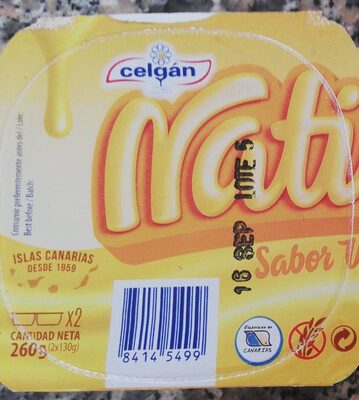 celgán
Nati
Sabor
Consumir preferentemente antes del / Lote:
Best before / Batch
16 SEP LOTE 5
ISLAS CANARIAS
DESDE 1959
X2
CANTIDAD NETA
260g (2x130g)
8414 5499
Elaborado en
CANARIAS